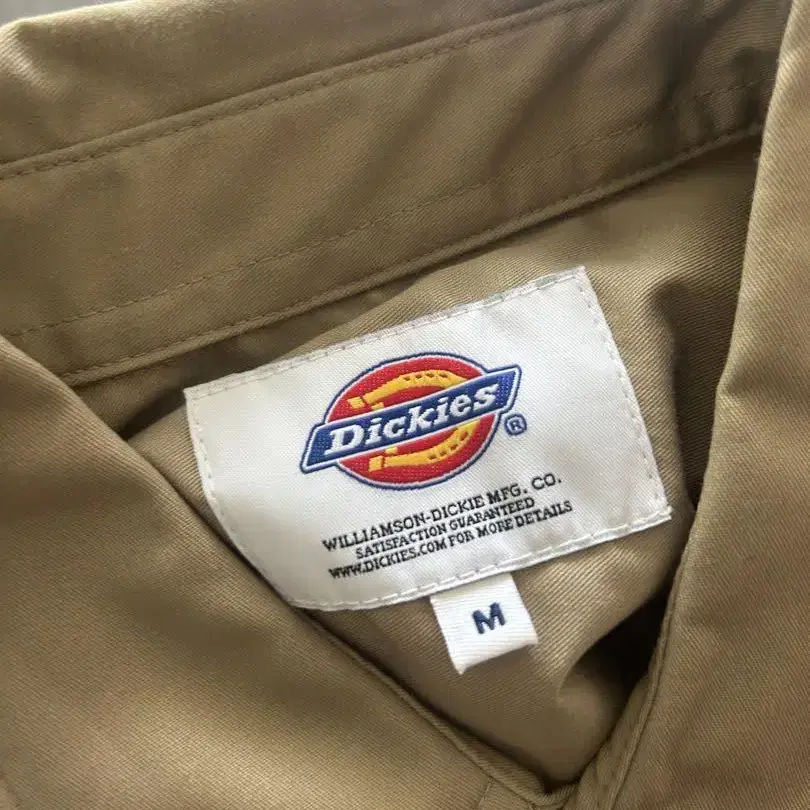 Dickies®
WILLIAMSON-DICKIE MFG. CO.
SATISFACTION GUARANTEED
WWW.DICKIES.COM FOR MORE DETAILS
M